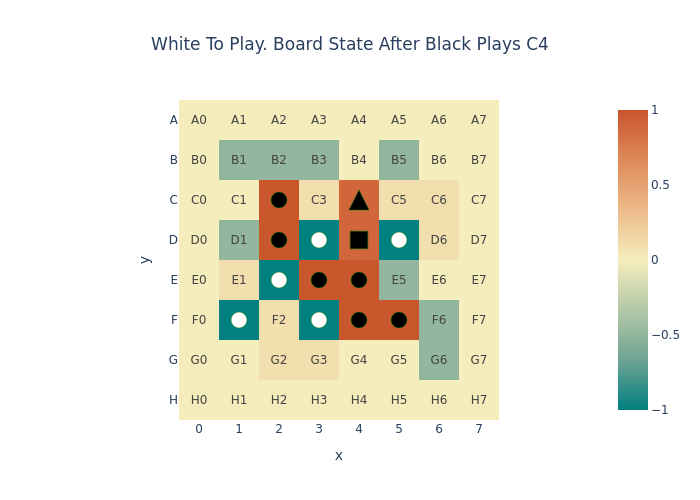 White To Play. Board State After Black Plays C4
A A0 A1 A2 A3 A4 A5 A6 A7
B B0 B1 B2 B3 B4 B5 B6 B7
C C0 C1 C3 C5 C6 C7
D D0 D1 D6 D7
E E0 E1 E5 E6 E7
F F0 F2 F6 F7
G G0 G1 G2 G3 G4 G5 G6 G7
H H0 H1 H2 H3 H4 H5 H6 H7
0 1 2 3 4 5 6 7
x
y
1
0.5
0
−0.5
−1